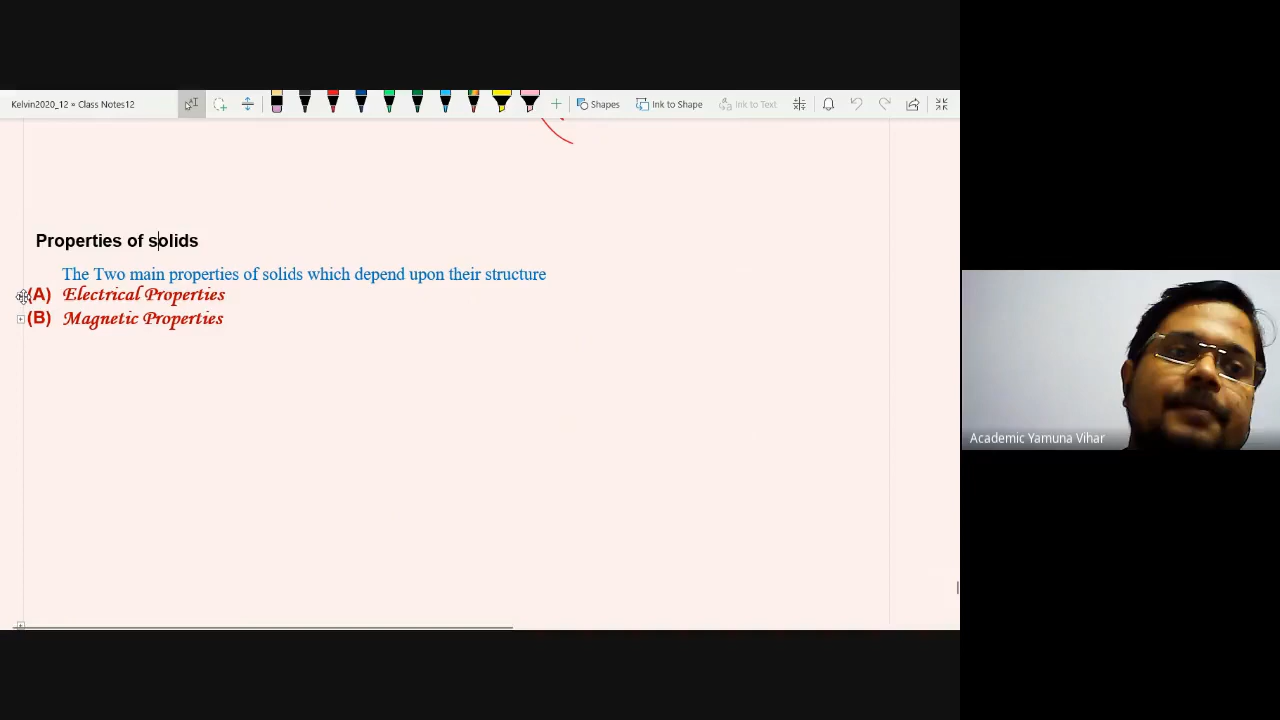 Kelvin2020_12 » Class Notes12
Shapes
Ink to Shape
Ink to Text
Properties of solids
The Two main properties of solids which depend upon their structure
(A) Electrical Properties
(B) Magnetic Properties
Academic Yamuna Vihar